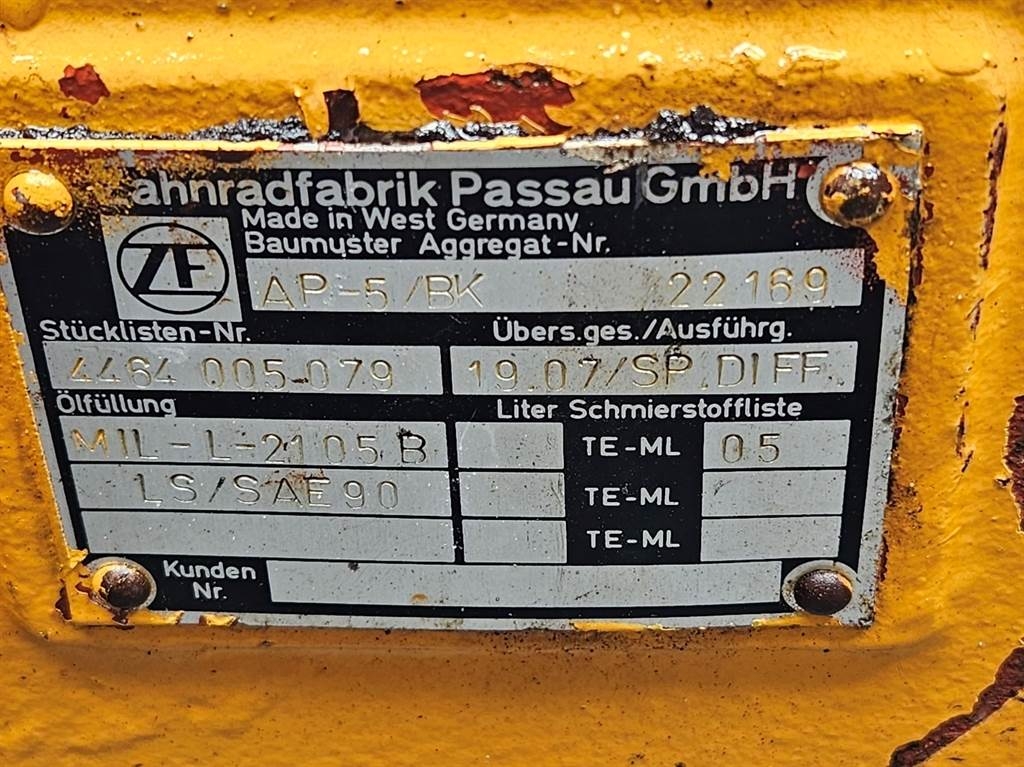 ahnradfabrik Passau GmbH
Made in West Germany
Baumuster Aggregat-Nr.
ZF
AP-5/BK 22169
Stücklisten-Nr. Übers.ges./Ausführg.
4464 005 079 19.07/SP.DIFF.
Ölfüllung Liter Schmierstoffliste
MIL-L-2105B TE-ML 05
LS/SAE90 TE-ML
TE-ML
Kunden
Nr.